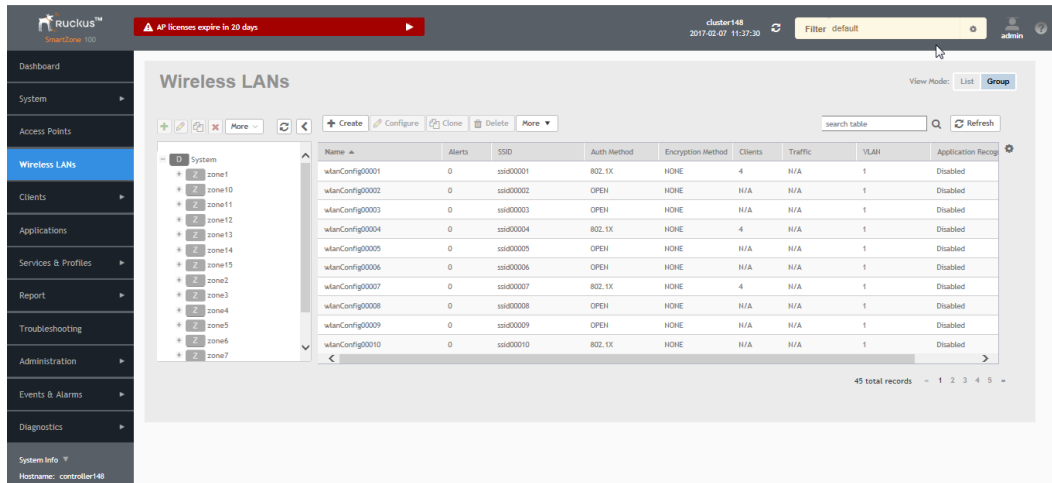 Ruckus™
SmartZone 100
AP licenses expire in 20 days
cluster148
2017-02-07 11:37:30
Filter default
admin
Dashboard
System
Access Points
Wireless LANs
Clients
Applications
Services & Profiles
Report
Troubleshooting
Administration
Events & Alarms
Diagnostics
System Info
Hostname: controller148
Wireless LANs
View Mode: List Group
More
Create Configure Clone Delete More
search table
Refresh
D System
Z zone1
Z zone10
Z zone11
Z zone12
Z zone13
Z zone14
Z zone15
Z zone2
Z zone3
Z zone4
Z zone5
Z zone6
Z zone7
Name Alerts SSID Auth Method Encryption Method Clients Traffic VLAN Application Recog
wlanConfig00001 0 ssid00001 802.1X NONE 4 N/A 1 Disabled
wlanConfig00002 0 ssid00002 OPEN NONE N/A N/A 1 Disabled
wlanConfig00003 0 ssid00003 OPEN NONE N/A N/A 1 Disabled
wlanConfig00004 0 ssid00004 802.1X NONE 4 N/A 1 Disabled
wlanConfig00005 0 ssid00005 OPEN NONE N/A N/A 1 Disabled
wlanConfig00006 0 ssid00006 OPEN NONE N/A N/A 1 Disabled
wlanConfig00007 0 ssid00007 802.1X NONE 4 N/A 1 Disabled
wlanConfig00008 0 ssid00008 OPEN NONE N/A N/A 1 Disabled
wlanConfig00009 0 ssid00009 OPEN NONE N/A N/A 1 Disabled
wlanConfig00010 0 ssid00010 802.1X NONE N/A N/A 1 Disabled
45 total records « 1 2 3 4 5 »